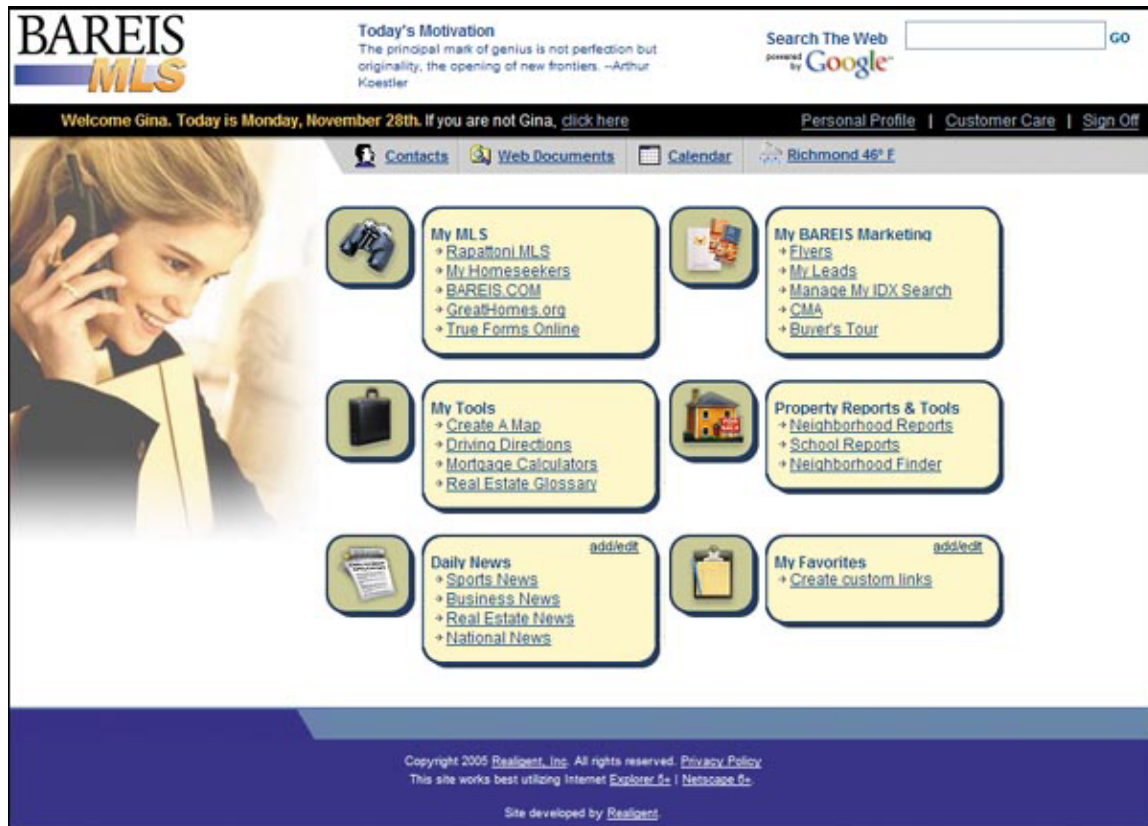 BAREIS
MLS
Today's Motivation
The principal mark of genius is not perfection but
originality, the opening of new frontiers. --Arthur
Koestler
Search The Web
powered by Google
GO
Welcome Gina. Today is Monday, November 28th. If you are not Gina, click here
Personal Profile | Customer Care | Sign Off
Contacts
Web Documents
Calendar
Richmond 46° F
My MLS
Rapattoni MLS
My Homeseekers
BAREIS.COM
GreatHomes.org
True Forms Online
My BAREIS Marketing
Flyers
My Leads
Manage My IDX Search
CMA
Buyer's Tour
My Tools
Create A Map
Driving Directions
Mortgage Calculators
Real Estate Glossary
Property Reports & Tools
Neighborhood Reports
School Reports
Neighborhood Finder
add/edit
Daily News
Sports News
Business News
Real Estate News
National News
add/edit
My Favorites
Create custom links
Copyright 2005 Realigent, Inc. All rights reserved. Privacy Policy
This site works best utilizing Internet Explorer 5+ | Netscape 6+.
Site developed by Realigent.